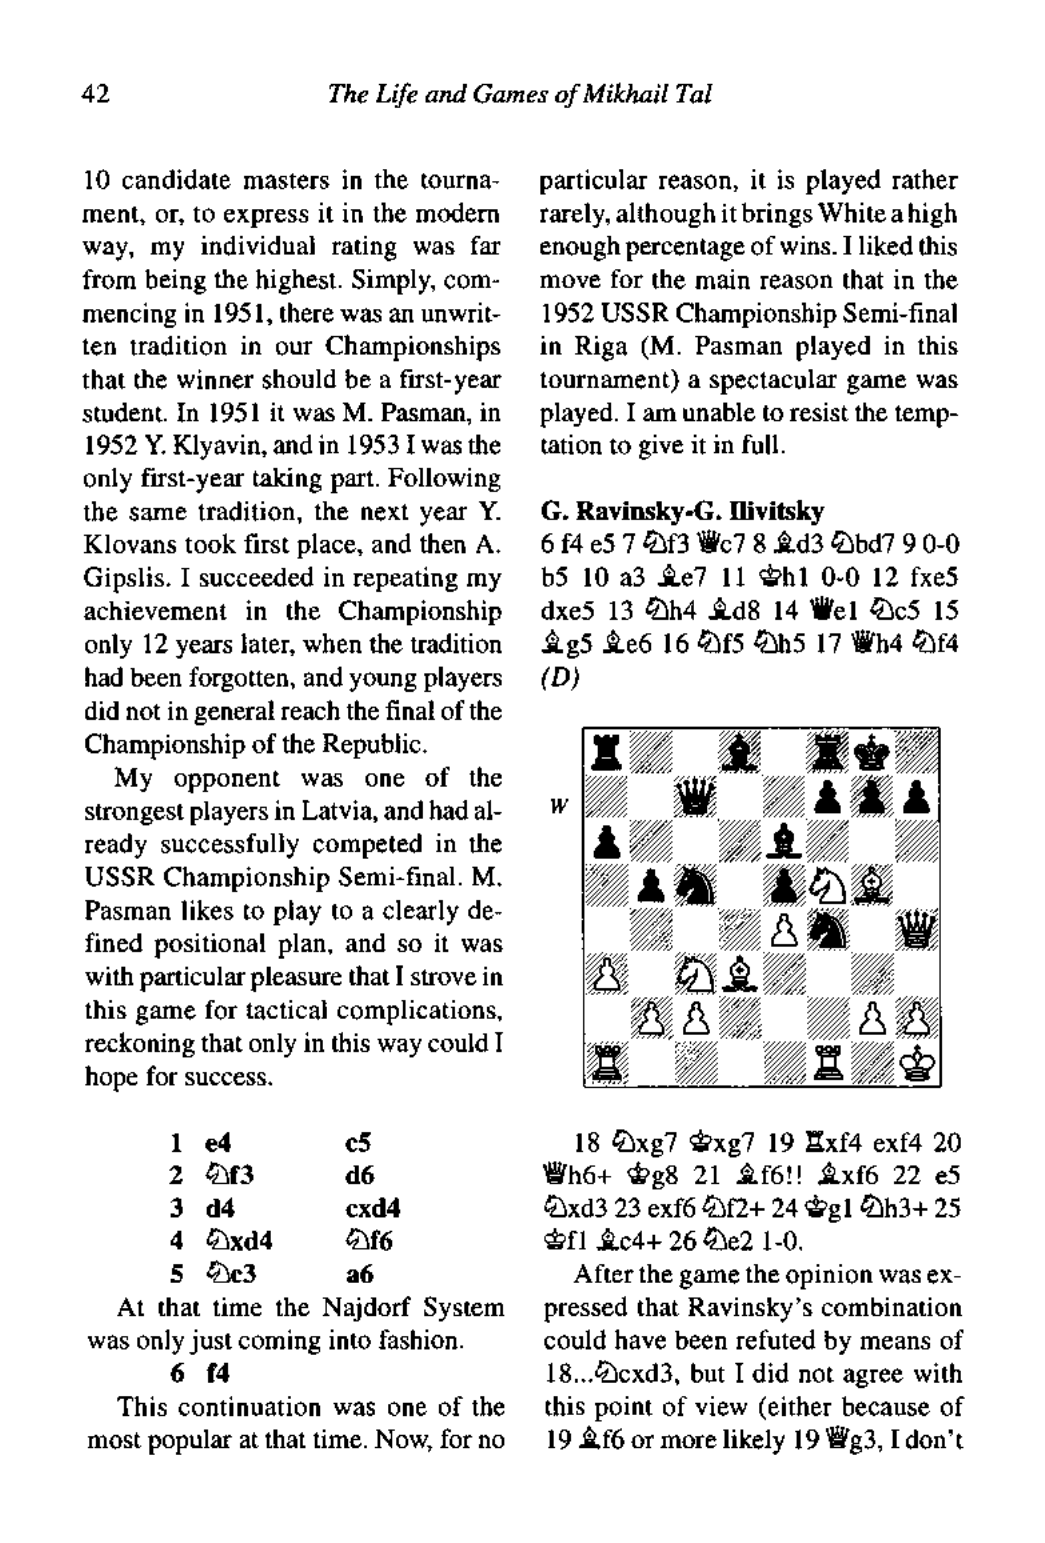 42
The Life and Games of Mikhail Tal
10 candidate masters in the tourna-
ment, or, to express it in the modern
way, my individual rating was far
from being the highest. Simply, com-
mencing in 1951, there was an unwrit-
ten tradition in our Championships
that the winner should be a first-year
student. In 1951 it was M. Pasman, in
1952 Y. Klyavin, and in 1953 I was the
only first-year taking part. Following
the same tradition, the next year Y.
Klovans took first place, and then A.
Gipslis. I succeeded in repeating my
achievement in the Championship
only 12 years later, when the tradition
had been forgotten, and young players
did not in general reach the final of the
Championship of the Republic.
My opponent was one of the
strongest players in Latvia, and had al-
ready successfully competed in the
USSR Championship Semi-final. M.
Pasman likes to play to a clearly de-
fined positional plan, and so it was
with particular pleasure that I strove in
this game for tactical complications,
reckoning that only in this way could I
hope for success.
1 e4 c5
2 ♘f3 d6
3 d4 cxd4
4 ♘xd4 ♘f6
5 ♘c3 a6
At that time the Najdorf System
was only just coming into fashion.
6 f4
This continuation was one of the
most popular at that time. Now, for no
particular reason, it is played rather
rarely, although it brings White a high
enough percentage of wins. I liked this
move for the main reason that in the
1952 USSR Championship Semi-final
in Riga (M. Pasman played in this
tournament) a spectacular game was
played. I am unable to resist the temp-
tation to give it in full.
G. Ravinsky-G. Ilivitsky
6 f4 e5 7 ♘f3 ♕c7 8 ♗d3 ♘bd7 9 0-0
b5 10 a3 ♗e7 11 ♔h1 0-0 12 fxe5
dxe5 13 ♘h4 ♗d8 14 ♕e1 ♘c5 15
♗g5 ♗e6 16 ♘f5 ♘h5 17 ♕h4 ♘f4
(D)
W
18 ♘xg7 ♔xg7 19 ♖xf4 exf4 20
♕h6+ ♔g8 21 ♗f6!! ♗xf6 22 e5
♘xd3 23 exf6 ♘f2+ 24 ♔g1 ♘h3+ 25
♔f1 ♗c4+ 26 ♘e2 1-0.
After the game the opinion was ex-
pressed that Ravinsky's combination
could have been refuted by means of
18...♘cxd3, but I did not agree with
this point of view (either because of
19 ♗f6 or more likely 19 ♕g3, I don't